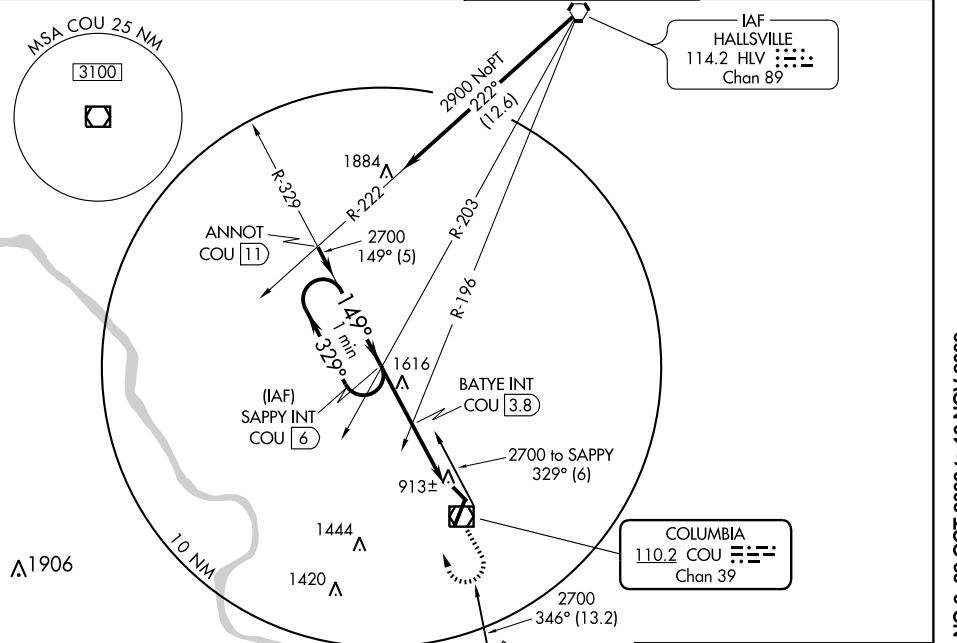 MSA COU 25 NM
3100
IAF
HALLSVILLE
114.2 HLV
Chan 89
2900 NoPT
222°
(12.6)
1884
R-329
R-222
R-203
R-196
ANNOT
COU 11
2700
149° (5)
149°
1 min
329°
1616
(IAF)
SAPPY INT
COU 6
BATYE INT
COU 3.8
2700 to SAPPY
329° (6)
913±
1444
1420
1906
10 NM
COLUMBIA
110.2 COU
Chan 39
2700
346° (13.2)